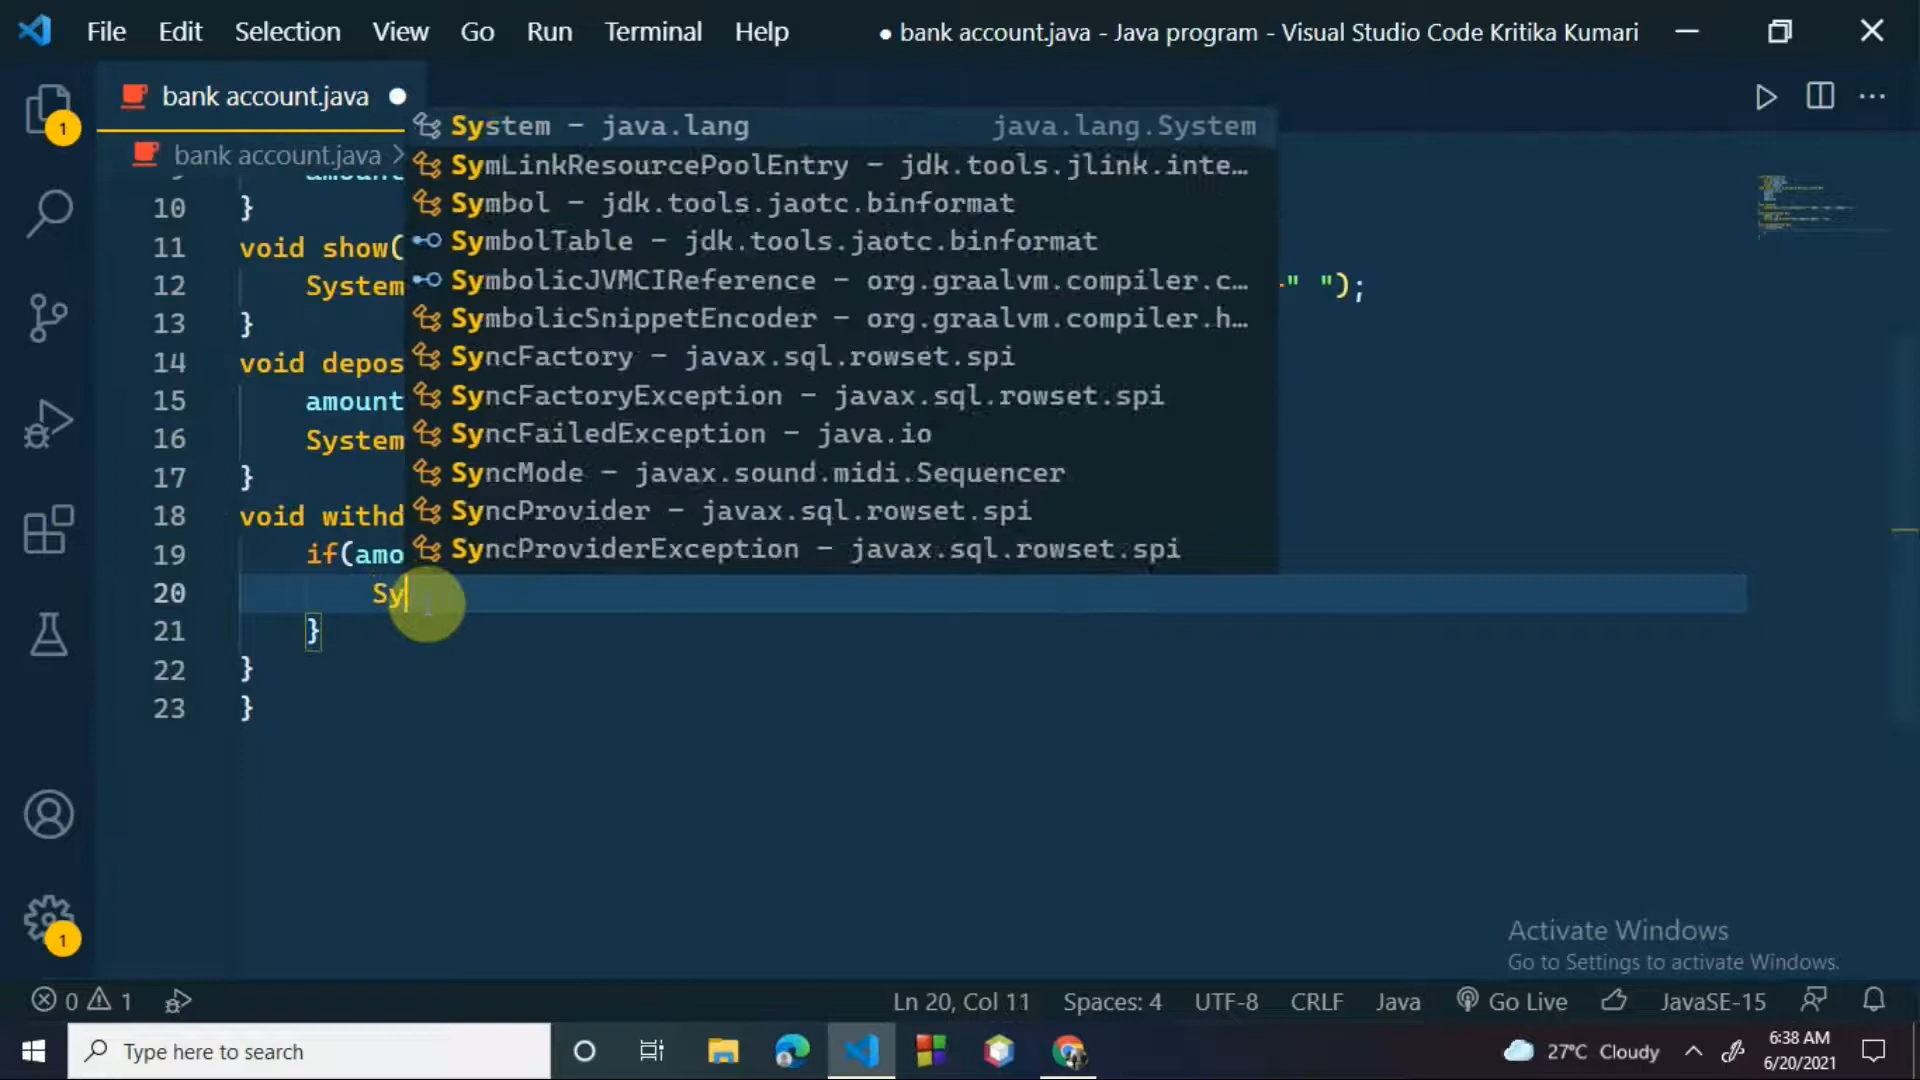 File Edit Selection View Go Run Terminal Help ● bank account.java - Java program - Visual Studio Code Kritika Kumari
bank account.java ●
bank account.java >
System – java.lang java.lang.System
SymLinkResourcePoolEntry – jdk.tools.jlink.inte…
Symbol – jdk.tools.jaotc.binformat
SymbolTable – jdk.tools.jaotc.binformat
SymbolicJVMCIReference – org.graalvm.compiler.c…
SymbolicSnippetEncoder – org.graalvm.compiler.h…
SyncFactory – javax.sql.rowset.spi
SyncFactoryException – javax.sql.rowset.spi
SyncFailedException – java.io
SyncMode – javax.sound.midi.Sequencer
SyncProvider – javax.sql.rowset.spi
SyncProviderException – javax.sql.rowset.spi
amount
10 }
11 void show(
12 System " ");
13 }
14 void depos
15 amount
16 System
17 }
18 void withd
19 if(amo
20 Sy
21 }
22 }
23 }
1
1
Activate Windows
Go to Settings to activate Windows.
0 1 Ln 20, Col 11 Spaces: 4 UTF-8 CRLF Java Go Live JavaSE-15
Type here to search 27°C Cloudy 6:38 AM
6/20/2021